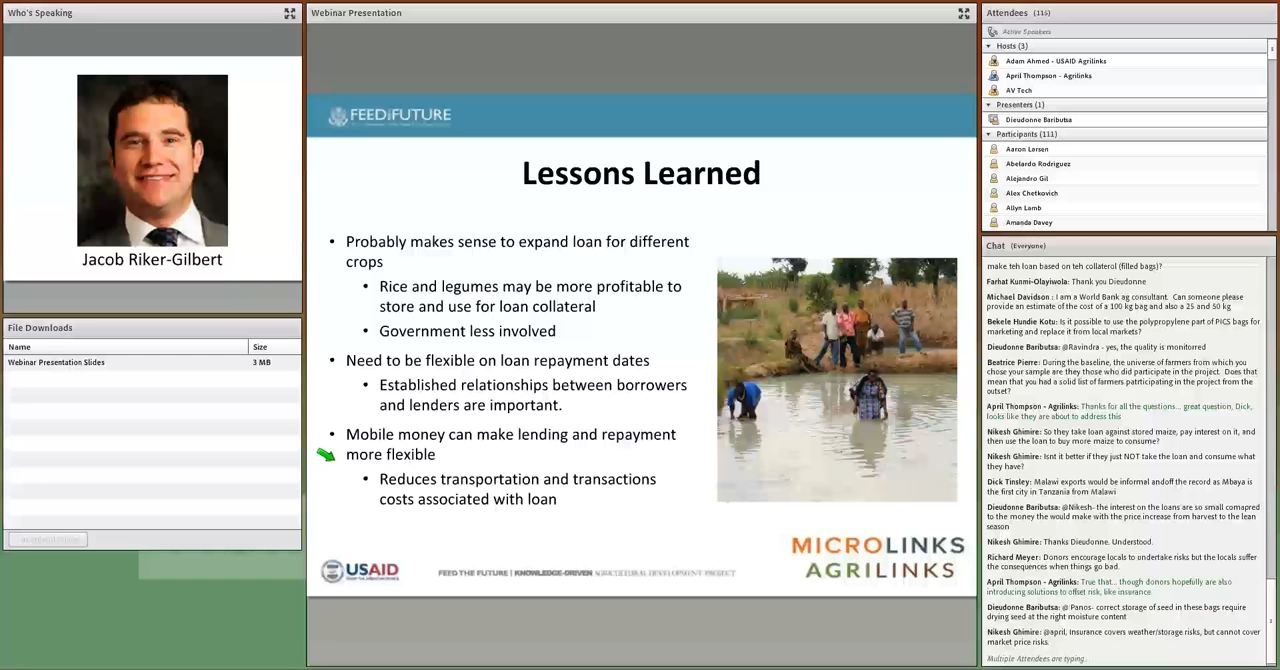 Who's Speaking
Jacob Riker-Gilbert
File Downloads
Name Size
Webinar Presentation Slides 3 MB
Webinar Presentation
FEED THE FUTURE
Lessons Learned
• Probably makes sense to expand loan for different
crops
• Rice and legumes may be more profitable to
store and use for loan collateral
• Government less involved
• Need to be flexible on loan repayment dates
• Established relationships between borrowers
and lenders are important.
• Mobile money can make lending and repayment
more flexible
• Reduces transportation and transactions
costs associated with loan
USAID
FEED THE FUTURE | KNOWLEDGE-DRIVEN AGRICULTURAL DEVELOPMENT PROJECT
MICROLINKS
AGRILINKS
Attendees (115)
Active Speakers
Hosts (3)
Adam Ahmed - USAID Agrilinks
April Thompson - Agrilinks
AV Tech
Presenters (1)
Dieudonne Baributsa
Participants (111)
Aaron Larsen
Abelardo Rodriguez
Alejandro Gil
Alex Chetkovich
Allyn Lamb
Amanda Davey
Chat (Everyone)
make teh loan based on teh collaterol (filled bags)?
Farhat Kunmi-Olayiwola: Thank you Dieudonne
Michael Davidson : I am a World Bank ag consultant. Can someone please
provide an estimate of the cost of a 100 kg bag and also a 25 and 50 kg
Bekele Hundie Kotu: Is it possible to use the polypropylene part of PICS bags for
marketing and replace it from local markets?
Dieudonne Baributsa: @Ravindra - yes, the quality is monitorred
Beatrice Pierre: During the baseline, the universe of farmers from which you
chose your sample are they those who did participate in the project. Does that
mean that you had a solid list of farmers patrticipating in the project from the
outset?
April Thompson - Agrilinks: Thanks for all the questions... great question, Dick,
looks like they are about to address this
Nikesh Ghimire: So they take loan against stored maize, pay interest on it, and
then use the loan to buy more maize to consume?
Nikesh Ghimire: Isnt it better if they just NOT take the loan and consume what
they have?
Dick Tinsley: Malawi exports would be informal andoff the record as Mbaya is
the first city in Tanzania from Malawi
Dieudonne Baributsa: @Nikesh- the interest on the loans are so small comapred
to the money the would make with the price increase from harvest to the lean
season
Nikesh Ghimire: Thanks Dieudonne. Understood.
Richard Meyer: Donors encourage locals to undertake risks but the locals suffer
the consequences when things go bad.
April Thompson - Agrilinks: True that... though donors hopefully are also
introducing solutions to offset risk, like insurance
Dieudonne Baributsa: @ Panos- correct storage of seed in these bags require
drying seed at the right moisture content
Nikesh Ghimire: @april, Insurance covers weather/storage risks, but cannot cover
market price risks.
Multiple Attendees are typing.